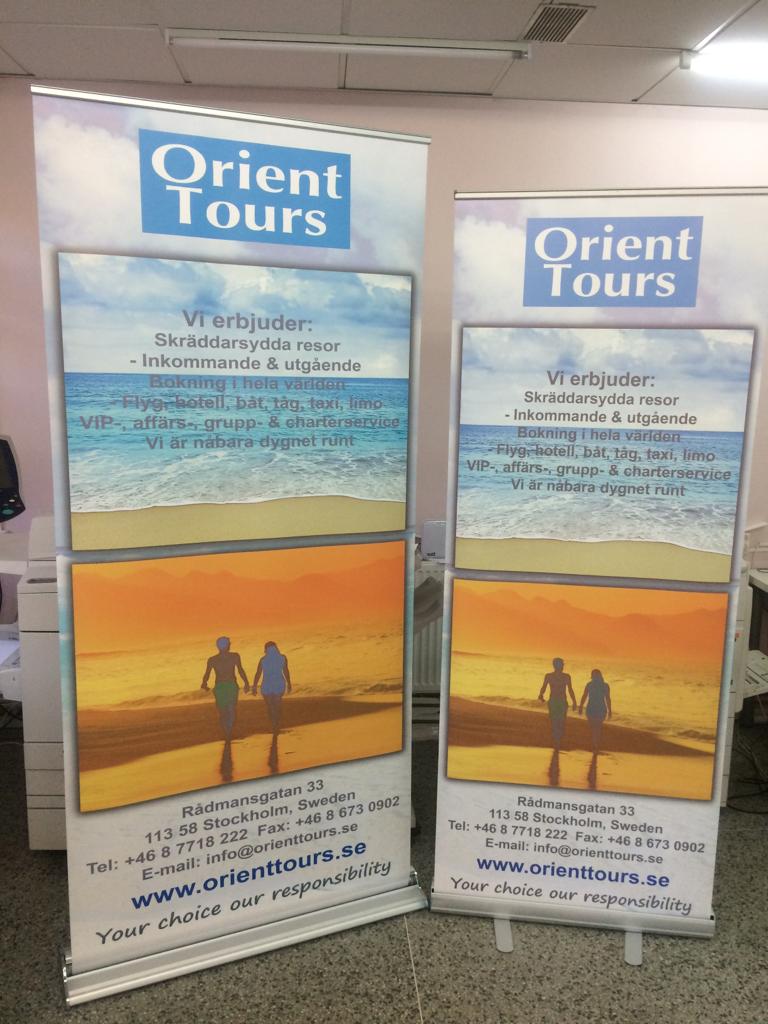 Orient
Tours
Vi erbjuder:
Skräddarsydda resor
- Inkommande & utgående
Bokning i hela världen
- Flyg, hotell, båt, tåg, taxi, limo
VIP-, affärs-, grupp- & charterservice
Vi är nåbara dygnet runt
Rådmansgatan 33
113 58 Stockholm, Sweden
Tel: +46 8 7718 222 Fax: +46 8 673 0902
E-mail: info@orienttours.se
www.orienttours.se
Your choice our responsibility
Orient
Tours
Vi erbjuder:
Skräddarsydda resor
- Inkommande & utgående
Bokning i hela världen
- Flyg, hotell, båt, tåg, taxi, limo
VIP-, affärs-, grupp- & charterservice
Vi är nåbara dygnet runt
Rådmansgatan 33
113 58 Stockholm, Sweden
Tel: +46 8 7718 222 Fax: +46 8 673 0902
E-mail: info@orienttours.se
www.orienttours.se
Your choice our responsibility